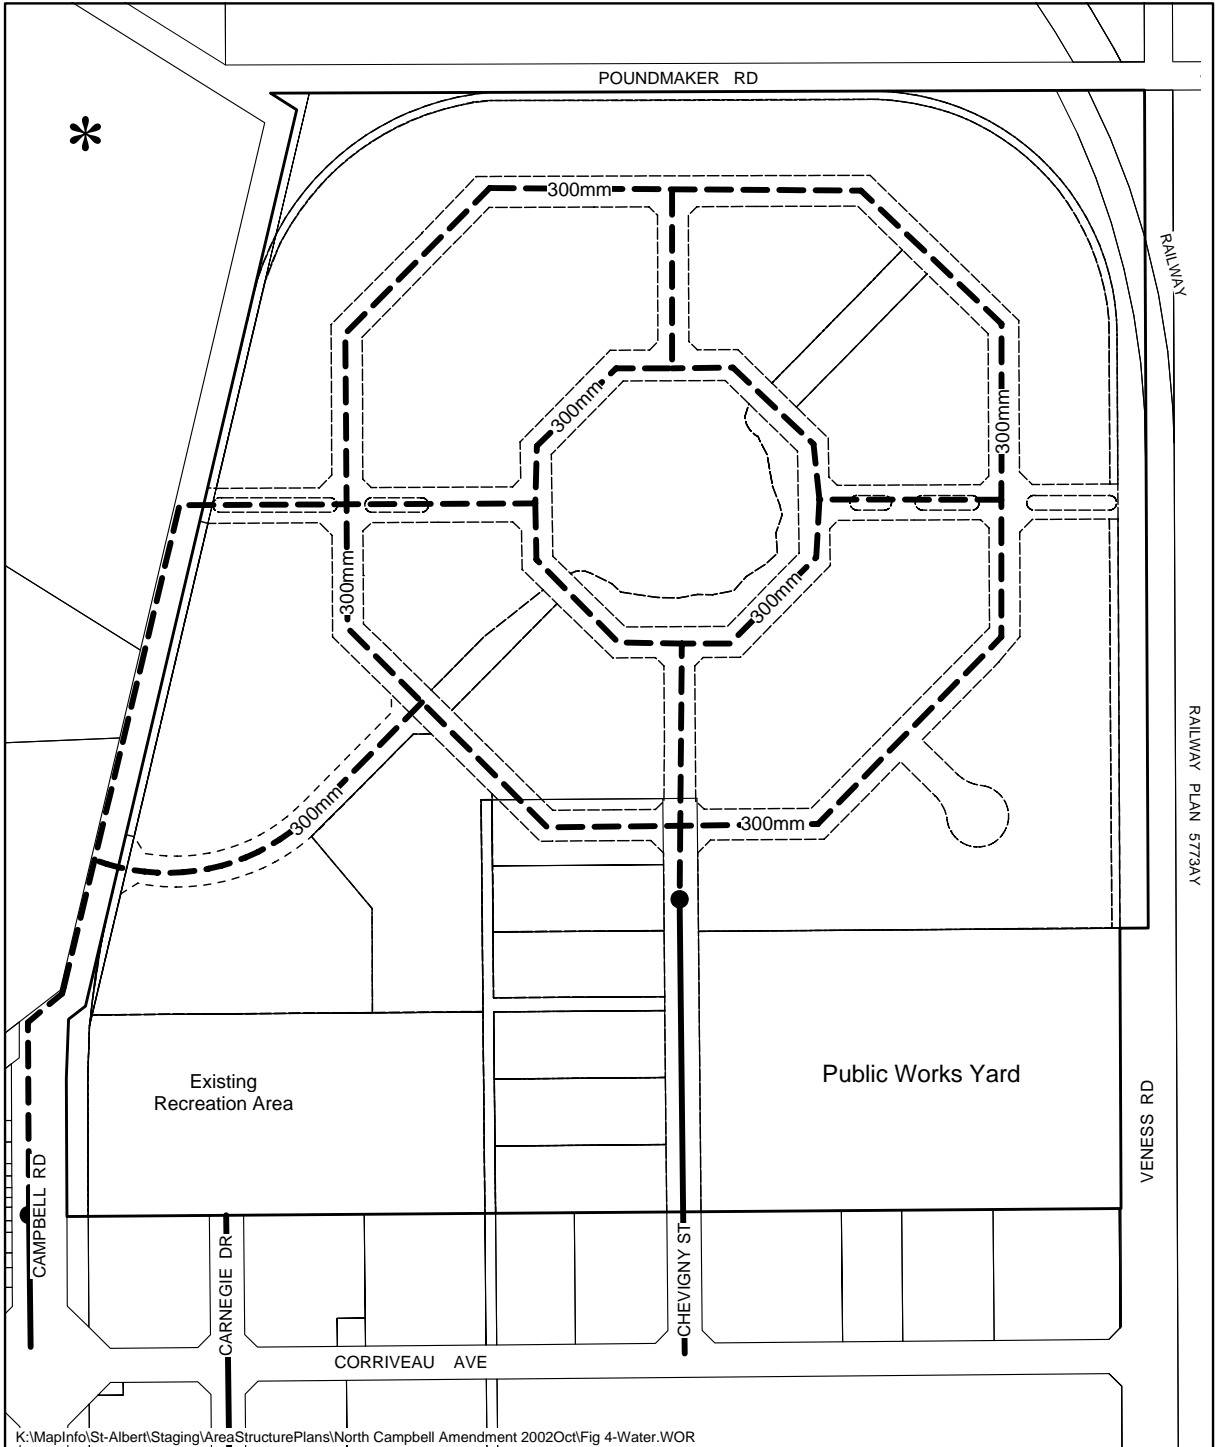 POUNDMAKER RD
*
300mm
RAILWAY
300mm
300mm
300mm
300mm
300mm
300mm
RAILWAY PLAN 5773AY
Existing
Recreation Area
Public Works Yard
VENESS RD
CAMPBELL RD
CARNEGIE DR
CHEVIGNY ST
CORRIVEAU AVE
K:\MapInfo\St-Albert\Staging\AreaStructurePlans\North Campbell Amendment 2002Oct\Fig 4-Water.WOR